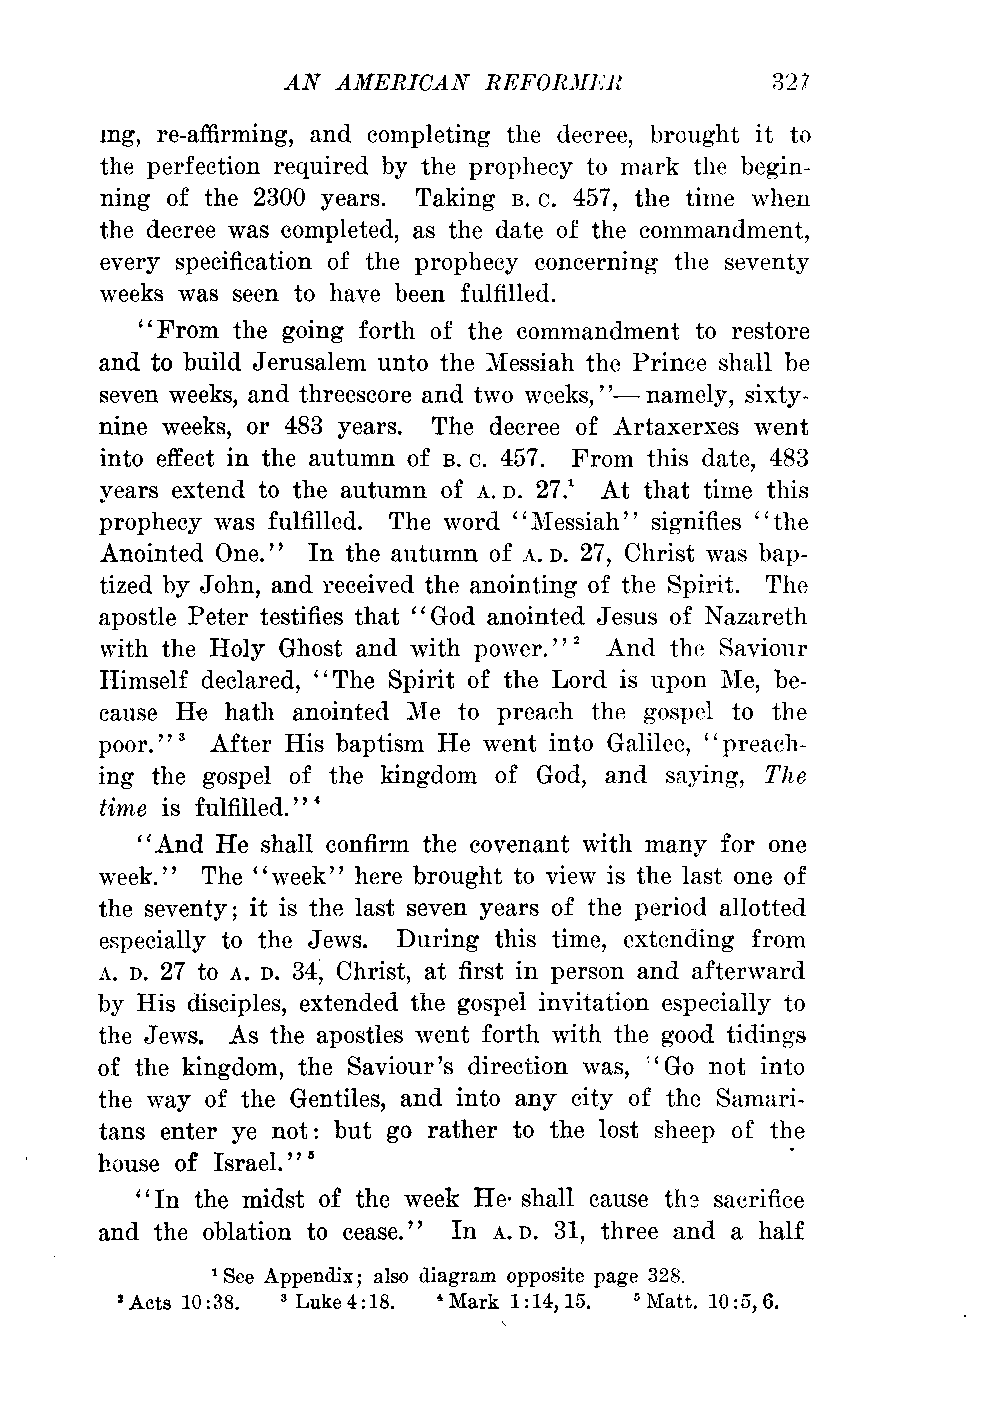 AN AMERICAN REFORMER 327
ing, re-affirming, and completing the decree, brought it to
the perfection required by the prophecy to mark the begin-
ning of the 2300 years. Taking B. C. 457, the time when
the decree was completed, as the date of the commandment,
every specification of the prophecy concerning the seventy
weeks was seen to have been fulfilled.
“From the going forth of the commandment to restore
and to build Jerusalem unto the Messiah the Prince shall be
seven weeks, and threescore and two weeks,”— namely, sixty-
nine weeks, or 483 years. The decree of Artaxerxes went
into effect in the autumn of B. C. 457. From this date, 483
years extend to the autumn of A. D. 27.¹ At that time this
prophecy was fulfilled. The word “Messiah” signifies “the
Anointed One.” In the autumn of A. D. 27, Christ was bap-
tized by John, and received the anointing of the Spirit. The
apostle Peter testifies that “God anointed Jesus of Nazareth
with the Holy Ghost and with power.”² And the Saviour
Himself declared, “The Spirit of the Lord is upon Me, be-
cause He hath anointed Me to preach the gospel to the
poor.”³ After His baptism He went into Galilee, “preach-
ing the gospel of the kingdom of God, and saying, The
time is fulfilled.”⁴
“And He shall confirm the covenant with many for one
week.” The “week” here brought to view is the last one of
the seventy; it is the last seven years of the period allotted
especially to the Jews. During this time, extending from
A. D. 27 to A. D. 34, Christ, at first in person and afterward
by His disciples, extended the gospel invitation especially to
the Jews. As the apostles went forth with the good tidings
of the kingdom, the Saviour's direction was, “Go not into
the way of the Gentiles, and into any city of the Samari-
tans enter ye not: but go rather to the lost sheep of the
house of Israel.”⁵
“In the midst of the week He shall cause the sacrifice
and the oblation to cease.” In A. D. 31, three and a half
¹ See Appendix; also diagram opposite page 328.
² Acts 10:38. ³ Luke 4:18. ⁴ Mark 1:14, 15. ⁵ Matt. 10:5, 6.